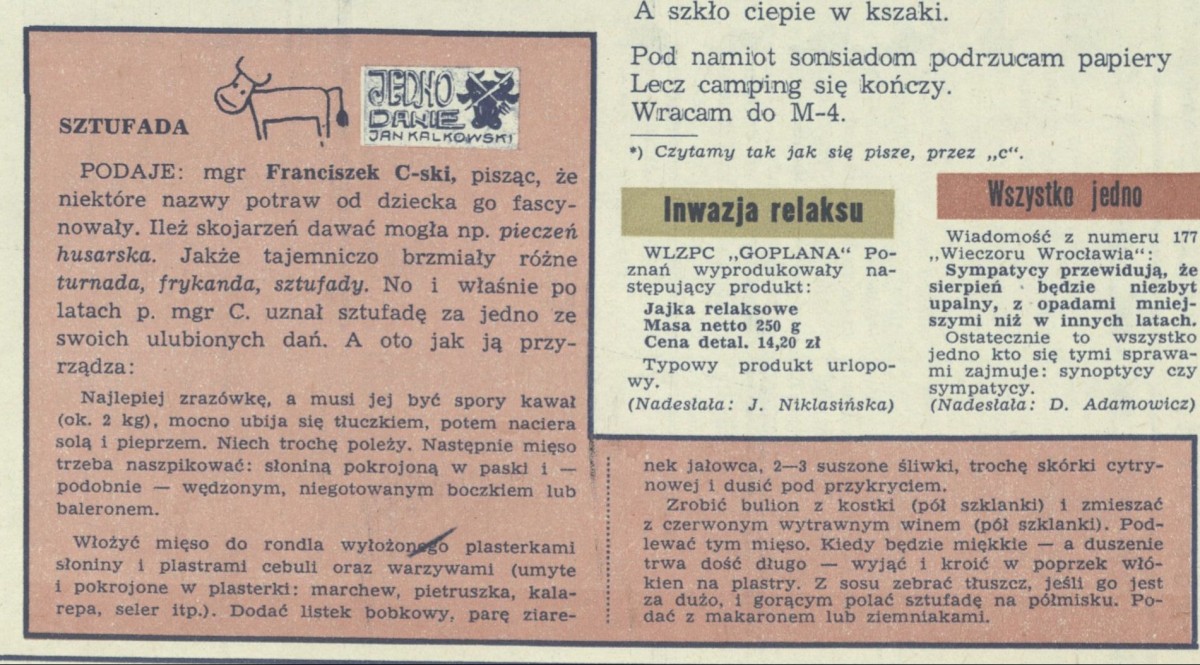 A szkło ciepie w kszaki.
Pod namiot sonsiadom podrzucam papiery
Lecz camping się kończy.
Wracam do M-4.
*) Czytamy tak jak się pisze, przez „c“.
SZTUFADA
JEDNO
DANIE
JAN KALKOWSKI
PODAJE: mgr Franciszek C-ski, pisząc, że
niektóre nazwy potraw od dziecka go fascy-
nowały. Ileż skojarzeń dawać mogła np. pieczeń
husarska. Jakże tajemniczo brzmiały różne
turnada, frykanda, sztufady. No i właśnie po
latach p. mgr C. uznał sztufadę za jedno ze
swoich ulubionych dań. A oto jak ją przy-
rządza:
Najlepiej zrazówkę, a musi jej być spory kawał
(ok. 2 kg), mocno ubija się tłuczkiem, potem naciera
solą i pieprzem. Niech trochę poleży. Następnie mięso
trzeba naszpikować: słoniną pokrojoną w paski i —
podobnie — wędzonym, niegotowanym boczkiem lub
baleronem.
Włożyć mięso do rondla wyłożonego plasterkami
słoniny i plastrami cebuli oraz warzywami (umyte
i pokrojone w plasterki: marchew, pietruszka, kala-
repa, seler itp.). Dodać listek bobkowy, parę ziare-
nek jałowca, 2—3 suszone śliwki, trochę skórki cytry-
nowej i dusić pod przykryciem.
Zrobić bulion z kostki (pół szklanki) i zmieszać
z czerwonym wytrawnym winem (pół szklanki). Pod-
lewać tym mięso. Kiedy będzie miękkie — a duszenie
trwa dość długo — wyjąć i kroić w poprzek włó-
kien na plastry. Z sosu zebrać tłuszcz, jeśli go jest
za dużo, i gorącym polać sztufadę na półmisku. Po-
dać z makaronem lub ziemniakami.
Inwazja relaksu
WLZPC „GOPLANA“ Po-
znań wyprodukowały na-
stępujący produkt:
Jajka relaksowe
Masa netto 250 g
Cena detal. 14,20 zł
Typowy produkt urlopo-
wy.
(Nadesłała: J. Niklasińska)
Wszystko jedno
Wiadomość z numeru 177
„Wieczoru Wrocławia“:
Sympatycy przewidują, że
sierpień będzie niezbyt
upalny, z opadami mniej-
szymi niż w innych latach.
Ostatecznie to wszystko
jedno kto się tymi sprawa-
mi zajmuje: synoptycy czy
sympatycy.
(Nadesłała: D. Adamowicz)